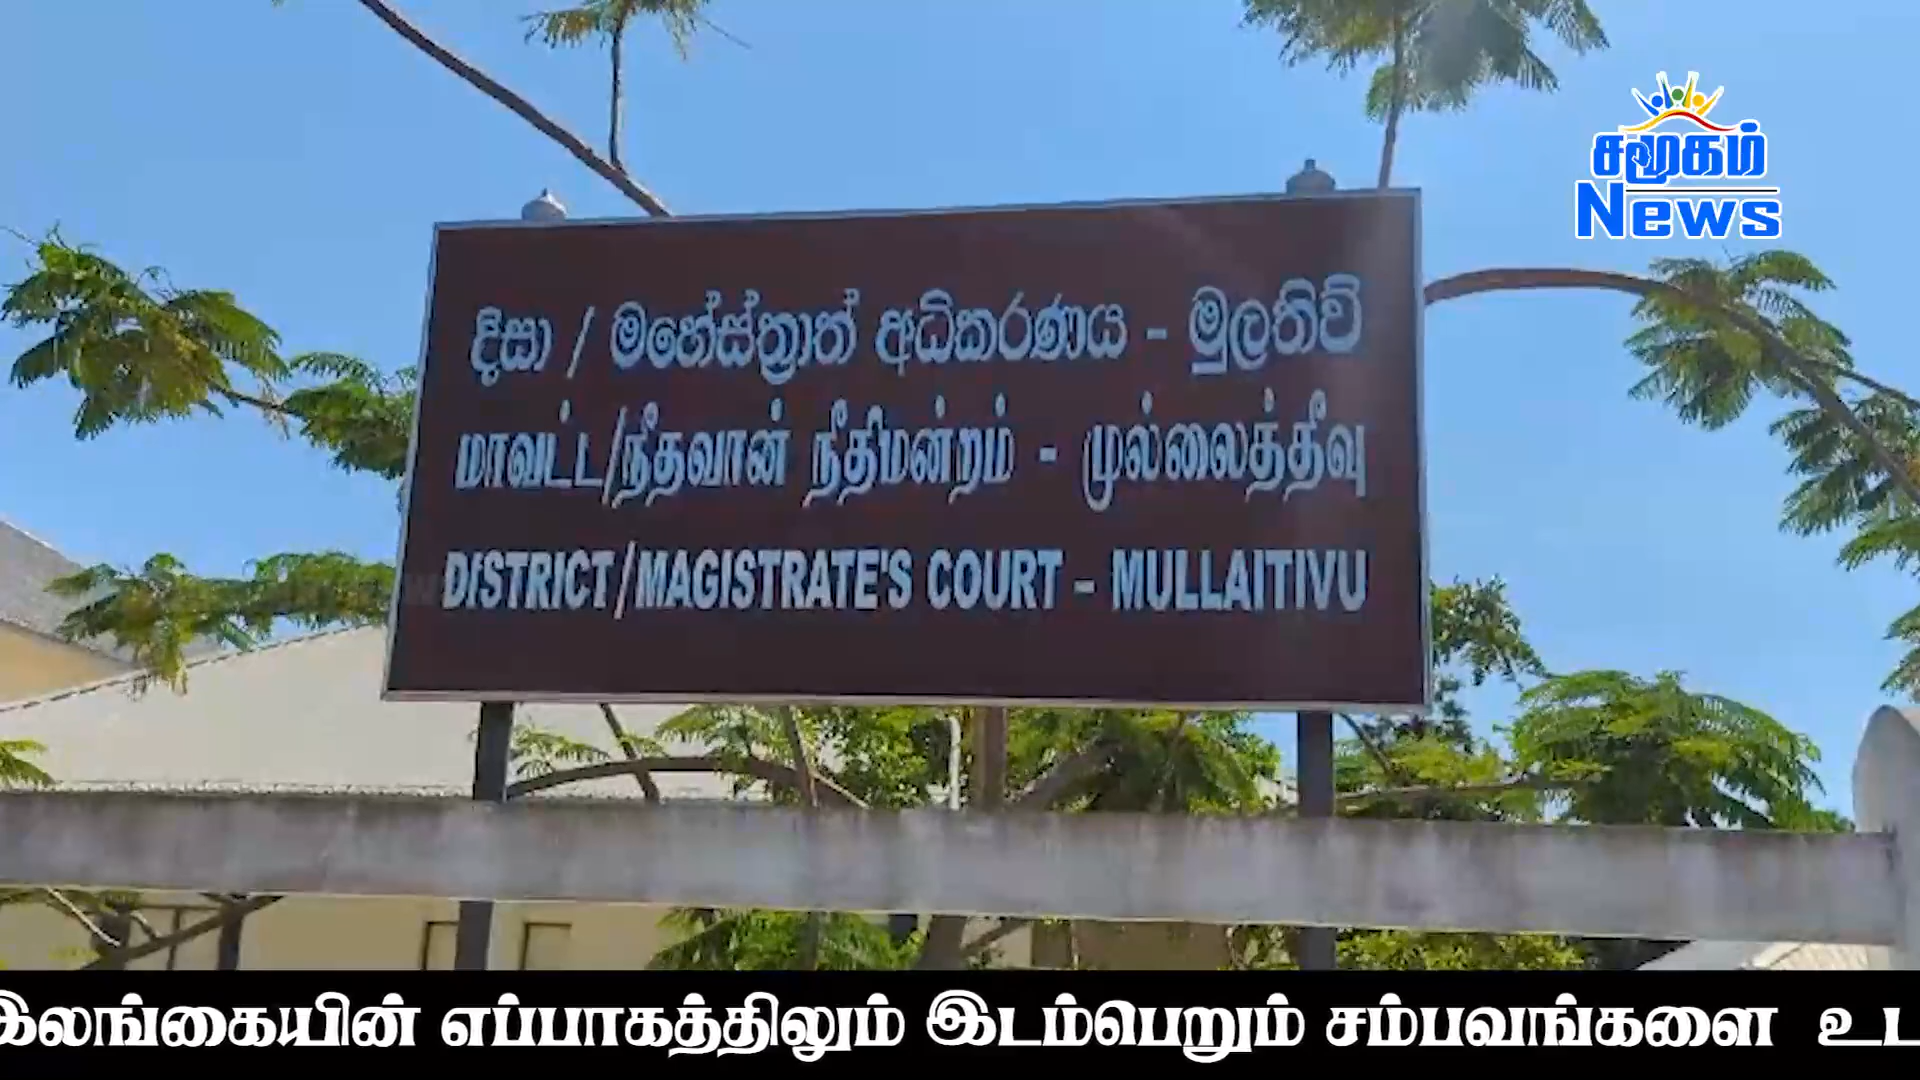 සමූகම්
News
දිසා / මහේස්ත්‍රාත් අධිකරණය - මුලතිව්
மாவட்ட/நீதவான் நீதிமன்றம் - முல்லைத்தீவு
DISTRICT/MAGISTRATE'S COURT - MULLAITIVU
இலங்கையின் எப்பாகத்திலும் இடம்பெறும் சம்பவங்களை